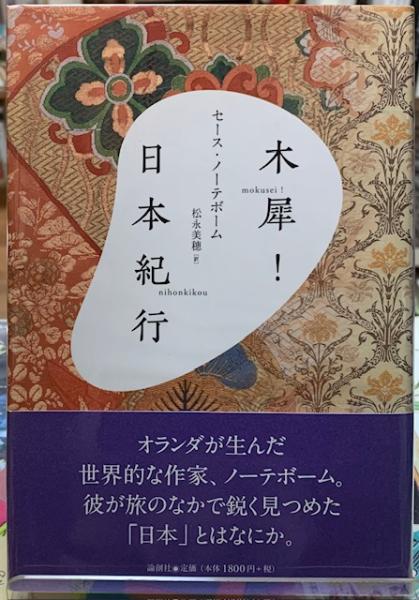 木犀！
mokusei！
セース・ノーテボーム
松永美穂［訳］
日本紀行
nihonkikou
オランダが生んだ
世界的な作家、ノーテボーム。
彼が旅のなかで鋭く見つめた
「日本」とはなにか。
論創社◉定価（本体1800円+税）